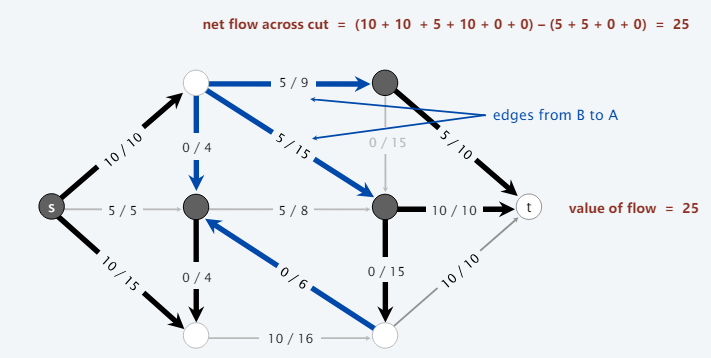 net flow across cut = (10 + 10 + 5 + 10 + 0 + 0) – (5 + 5 + 0 + 0) = 25
5 / 9
edges from B to A
10 / 10
0 / 4
5 / 15
0 / 15
5 / 10
s
5 / 5
5 / 8
10 / 10
t
value of flow = 25
10 / 15
0 / 4
0 / 6
0 / 15
10 / 10
10 / 16